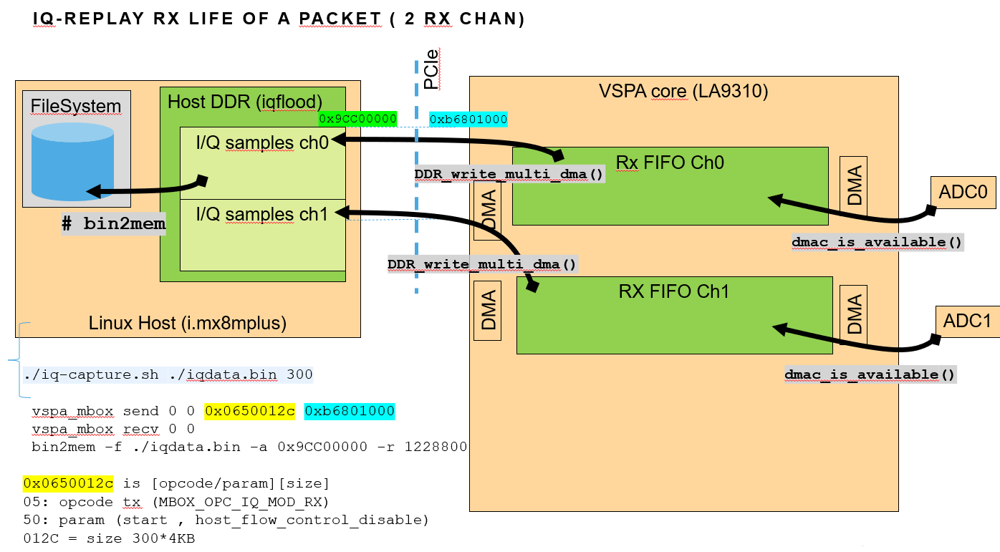 IQ-REPLAY RX LIFE OF A PACKET ( 2 RX CHAN)
PCIe
FileSystem
Host DDR (iqflood)
VSPA core (LA9310)
0x9CC00000
0xb6801000
I/Q samples ch0
Rx FIFO Ch0
DMA
ADC0
DDR_write_multi_dma()
DMA
# bin2mem
I/Q samples ch1
dmac_is_available()
DDR_write_multi_dma()
RX FIFO Ch1
DMA
DMA
ADC1
Linux Host (i.mx8mplus)
dmac_is_available()
./iq-capture.sh ./iqdata.bin 300
vspa_mbox send 0 0 0x0650012c 0xb6801000
vspa_mbox recv 0 0
bin2mem -f ./iqdata.bin -a 0x9CC00000 -r 1228800
0x0650012c is [opcode/param][size]
05: opcode tx (MBOX_OPC_IQ_MOD_RX)
50: param (start , host_flow_control_disable)
012C = size 300*4KB